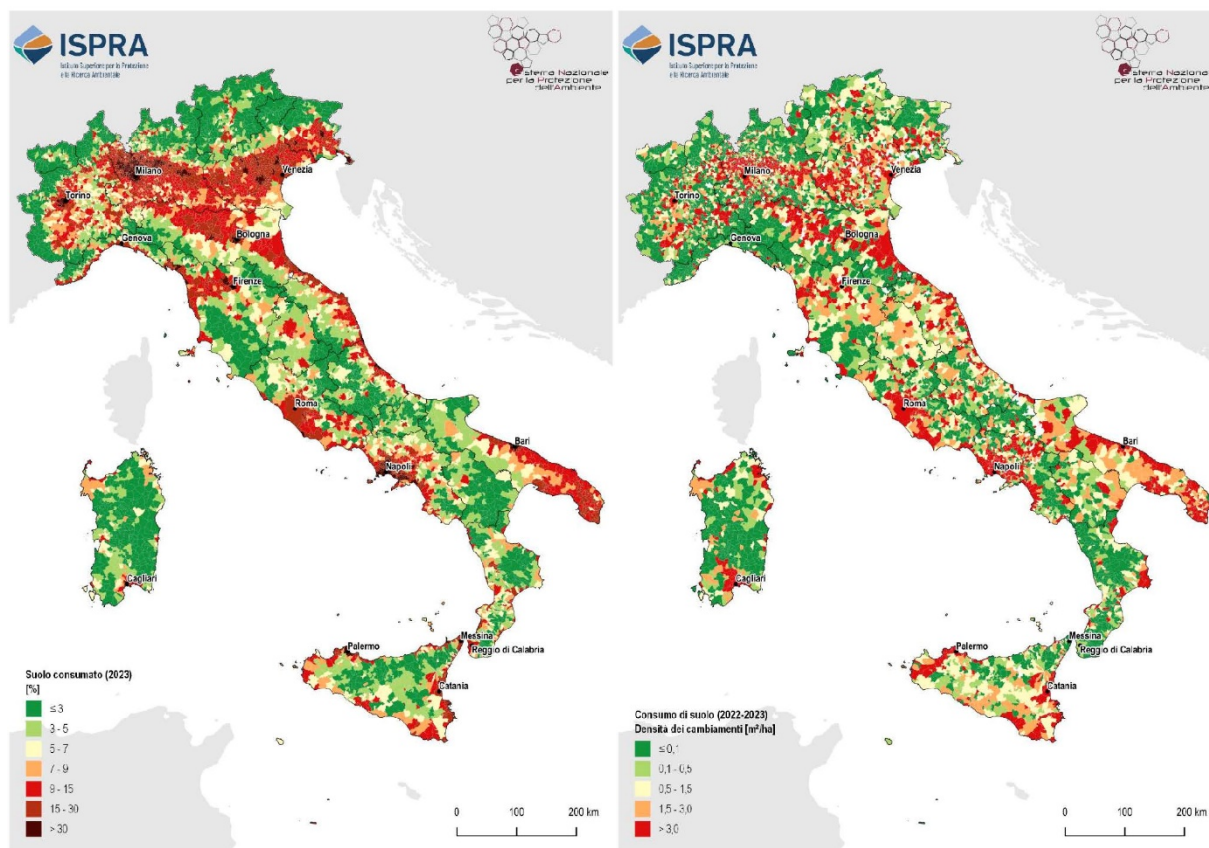 ISPRA
Istituto Superiore per la Protezione
e la Ricerca Ambientale
Sistema Nazionale
per la Protezione
dell'Ambiente
Milano
Venezia
Torino
Genova
Bologna
Firenze
Roma
Bari
Napoli
Cagliari
Messina
Palermo
Reggio di Calabria
Catania
Suolo consumato (2023)
[%]
≤ 3
3 - 5
5 - 7
7 - 9
9 - 15
15 - 30
> 30
0 100 200 km
ISPRA
Istituto Superiore per la Protezione
e la Ricerca Ambientale
Sistema Nazionale
per la Protezione
dell'Ambiente
Milano
Venezia
Torino
Genova
Bologna
Firenze
Roma
Bari
Napoli
Cagliari
Messina
Palermo
Reggio di Calabria
Catania
Consumo di suolo (2022-2023)
Densità dei cambiamenti [m²/ha]
≤ 0,1
0,1 - 0,5
0,5 - 1,5
1,5 - 3,0
> 3,0
0 100 200 km